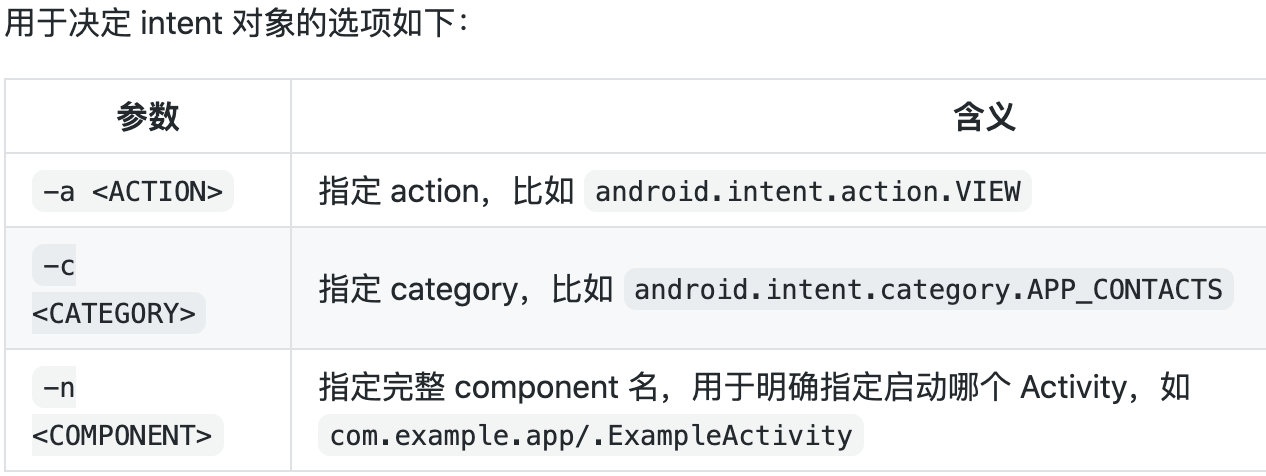 用于决定 intent 对象的选项如下：
参数 含义
-a <ACTION> 指定 action，比如 android.intent.action.VIEW
-c
<CATEGORY>
指定 category，比如 android.intent.category.APP_CONTACTS
-n
<COMPONENT>
指定完整 component 名，用于明确指定启动哪个 Activity，如
com.example.app/.ExampleActivity